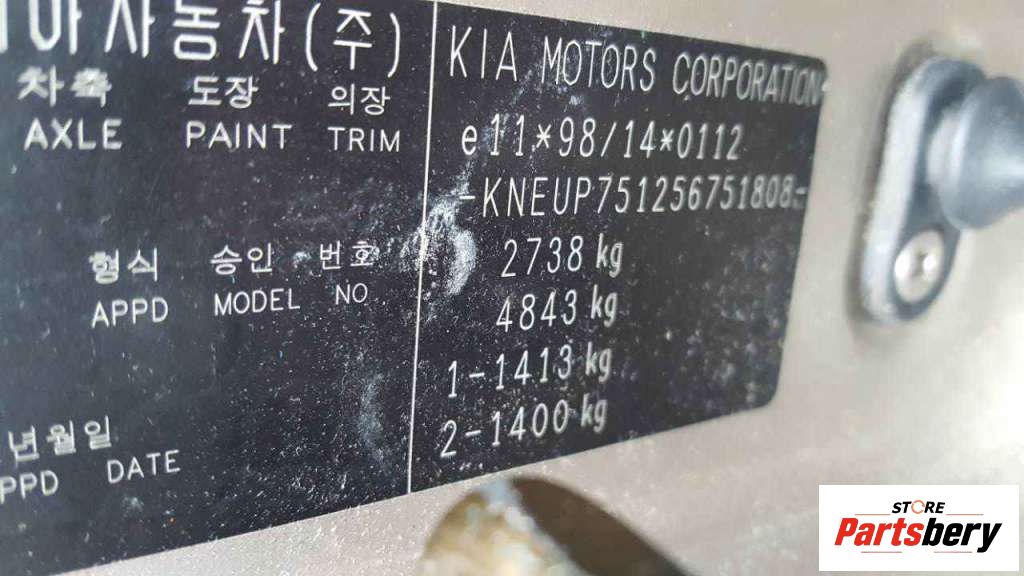 아자동차(주)
차축 도장 의장
AXLE PAINT TRIM
형식 승인 번호
APPD MODEL NO
년월일
PPD DATE
KIA MOTORS CORPORATION
e11*98/14*0112
-KNEUP751256751808-
2738 kg
4843 kg
1-1413 kg
2-1400 kg
STORE
Partsbery